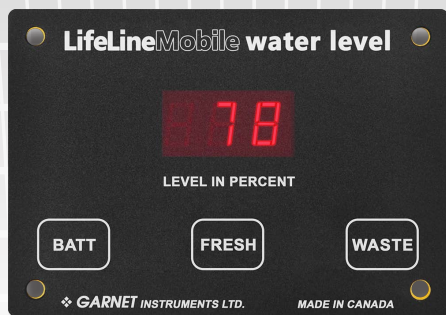 LifeLineMobile water level
78
LEVEL IN PERCENT
BATT FRESH WASTE
❖ GARNET INSTRUMENTS LTD. MADE IN CANADA